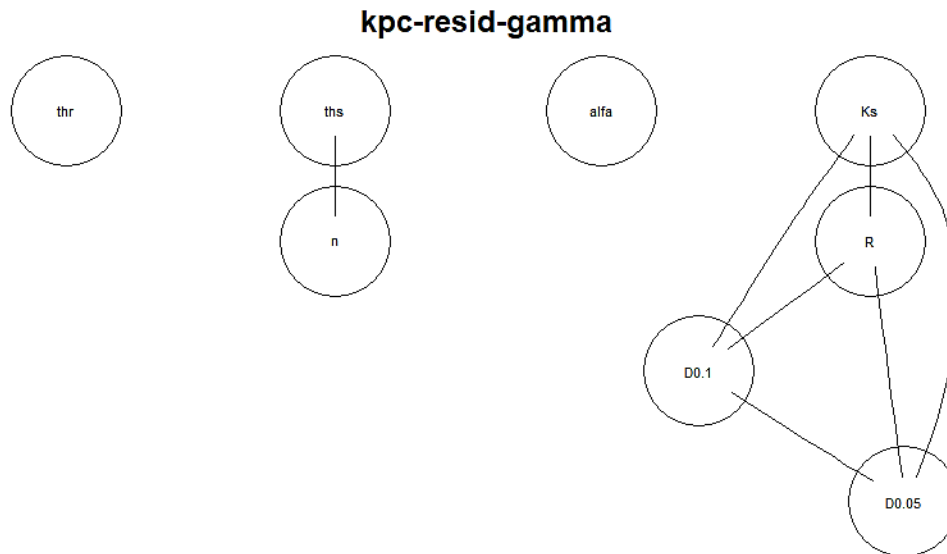 kpc-resid-gamma
thr
ths
alfa
Ks
n
R
D0.1
D0.05